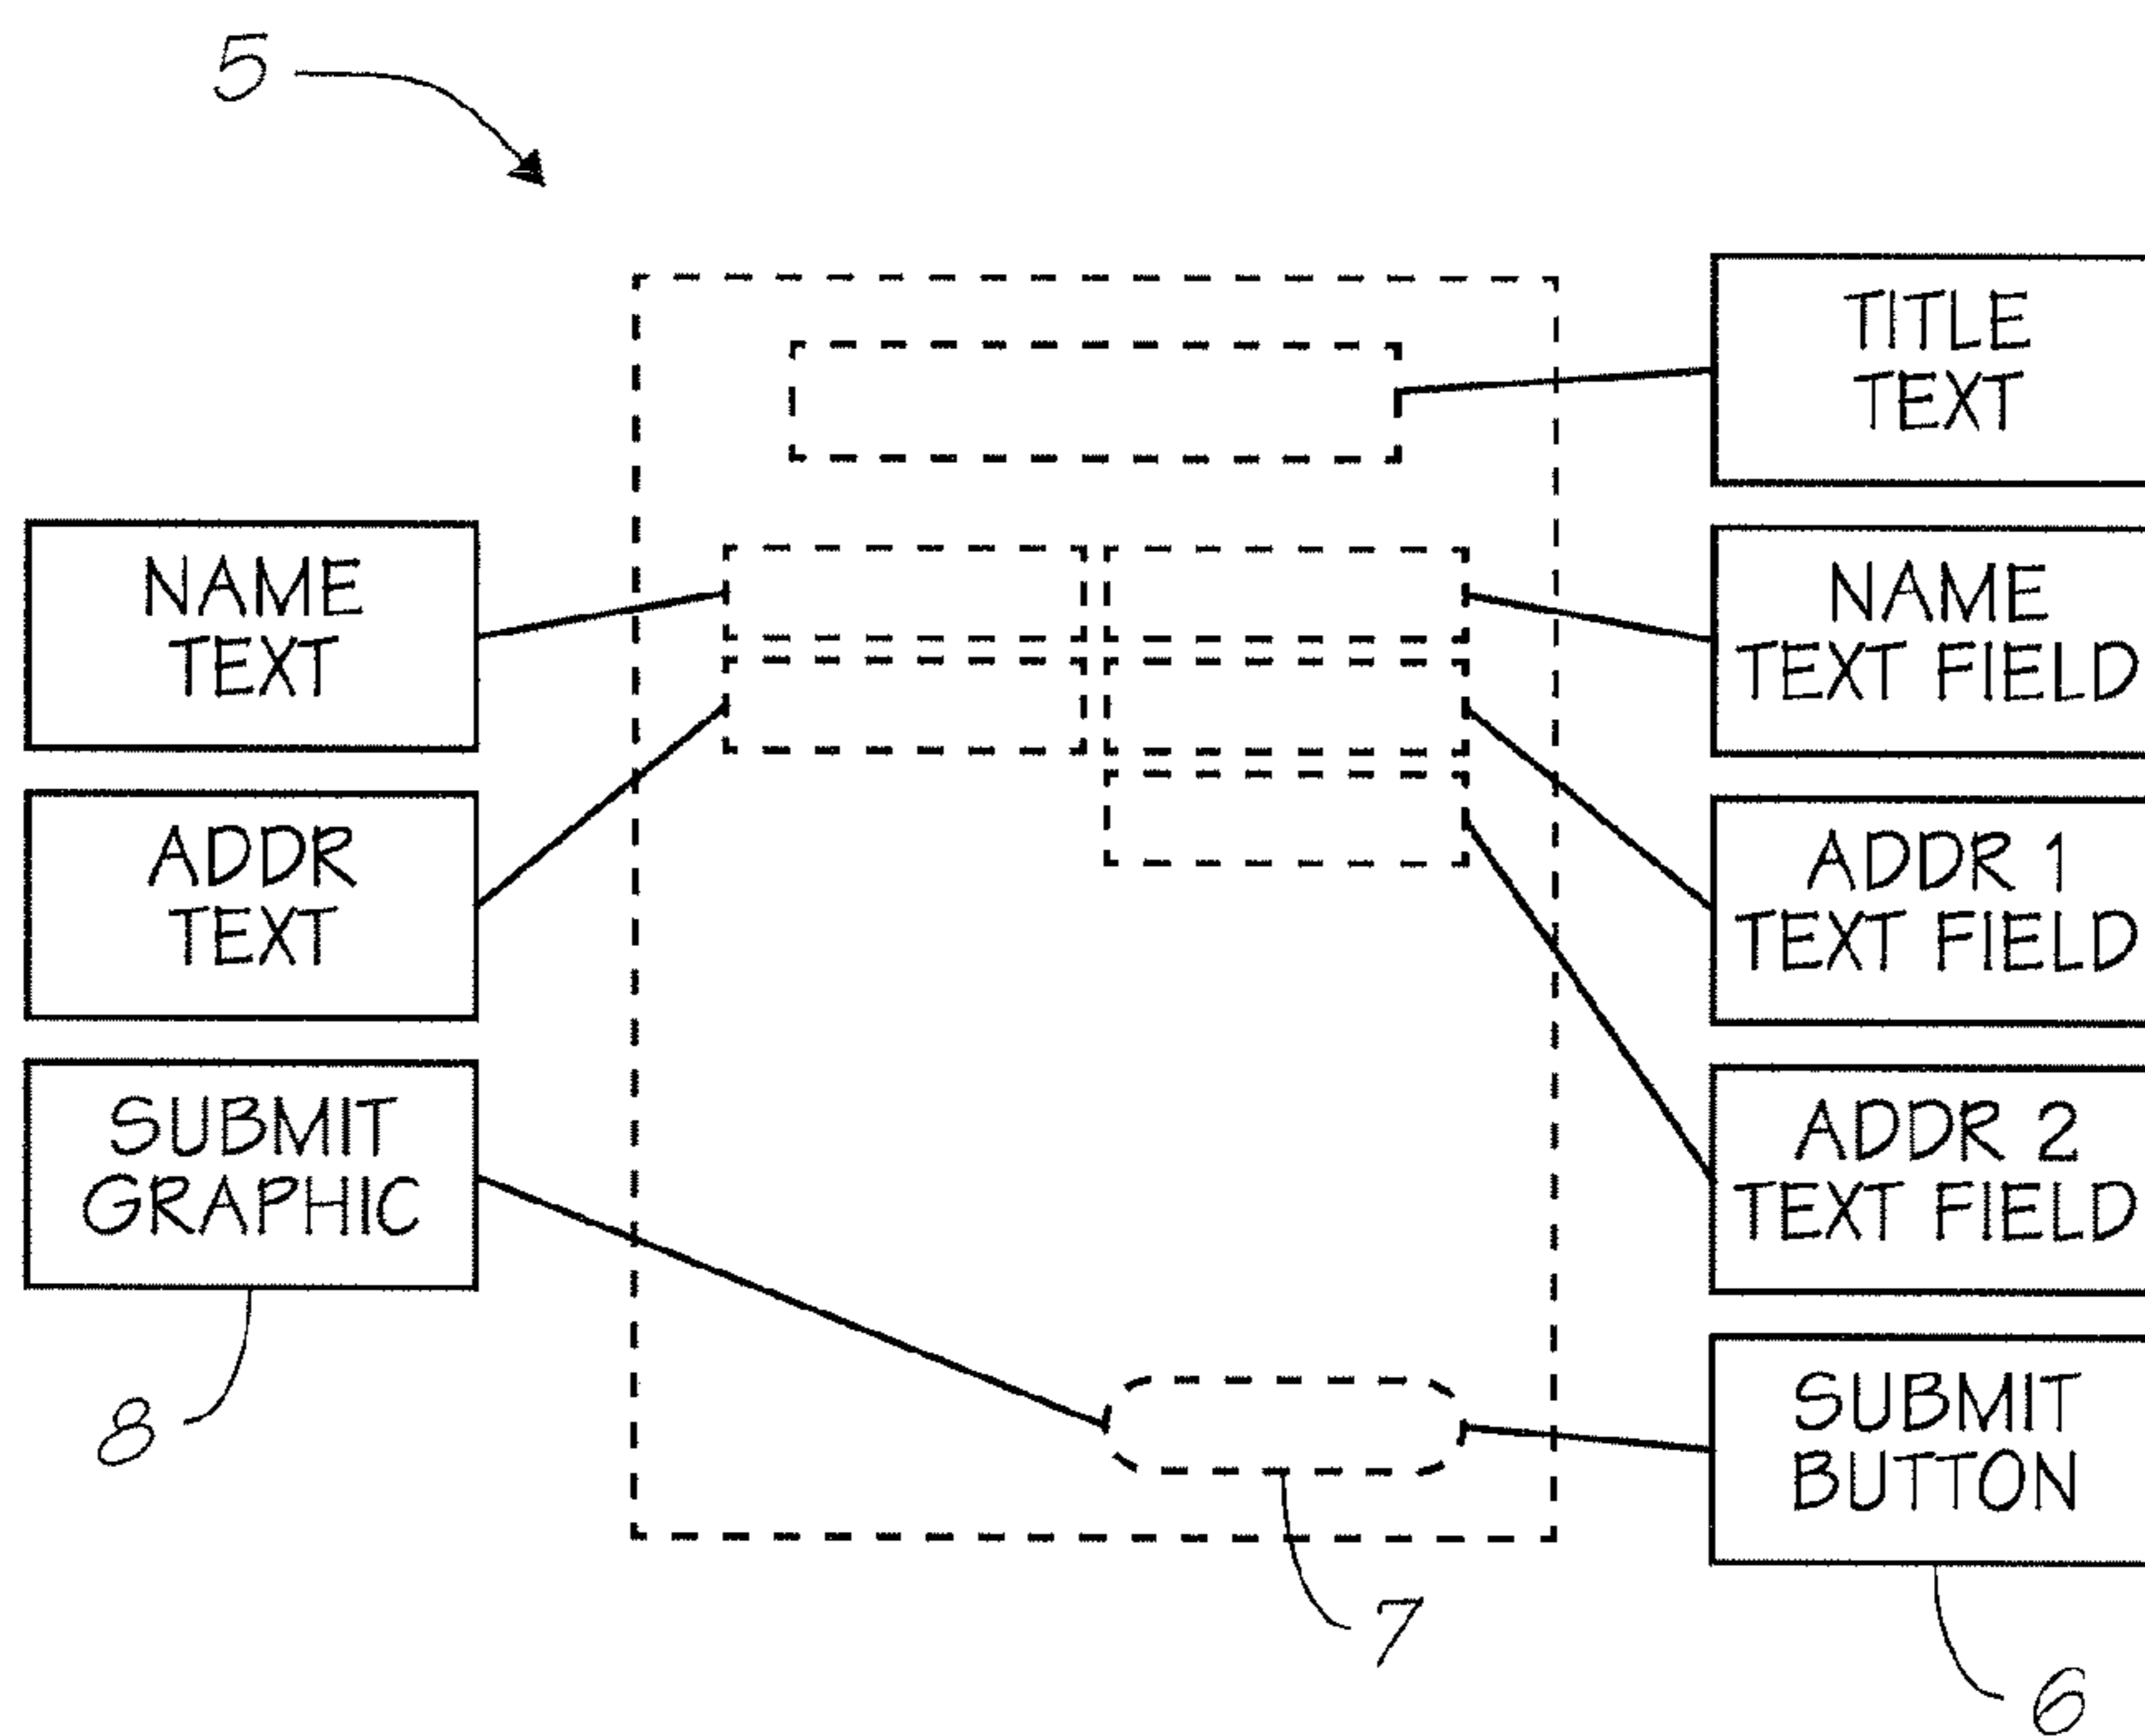 5
TITLE
TEXT
NAME
TEXT
NAME
TEXT FIELD
ADDR
TEXT
ADDR 1
TEXT FIELD
SUBMIT
GRAPHIC
ADDR 2
TEXT FIELD
SUBMIT
BUTTON
8
7
6